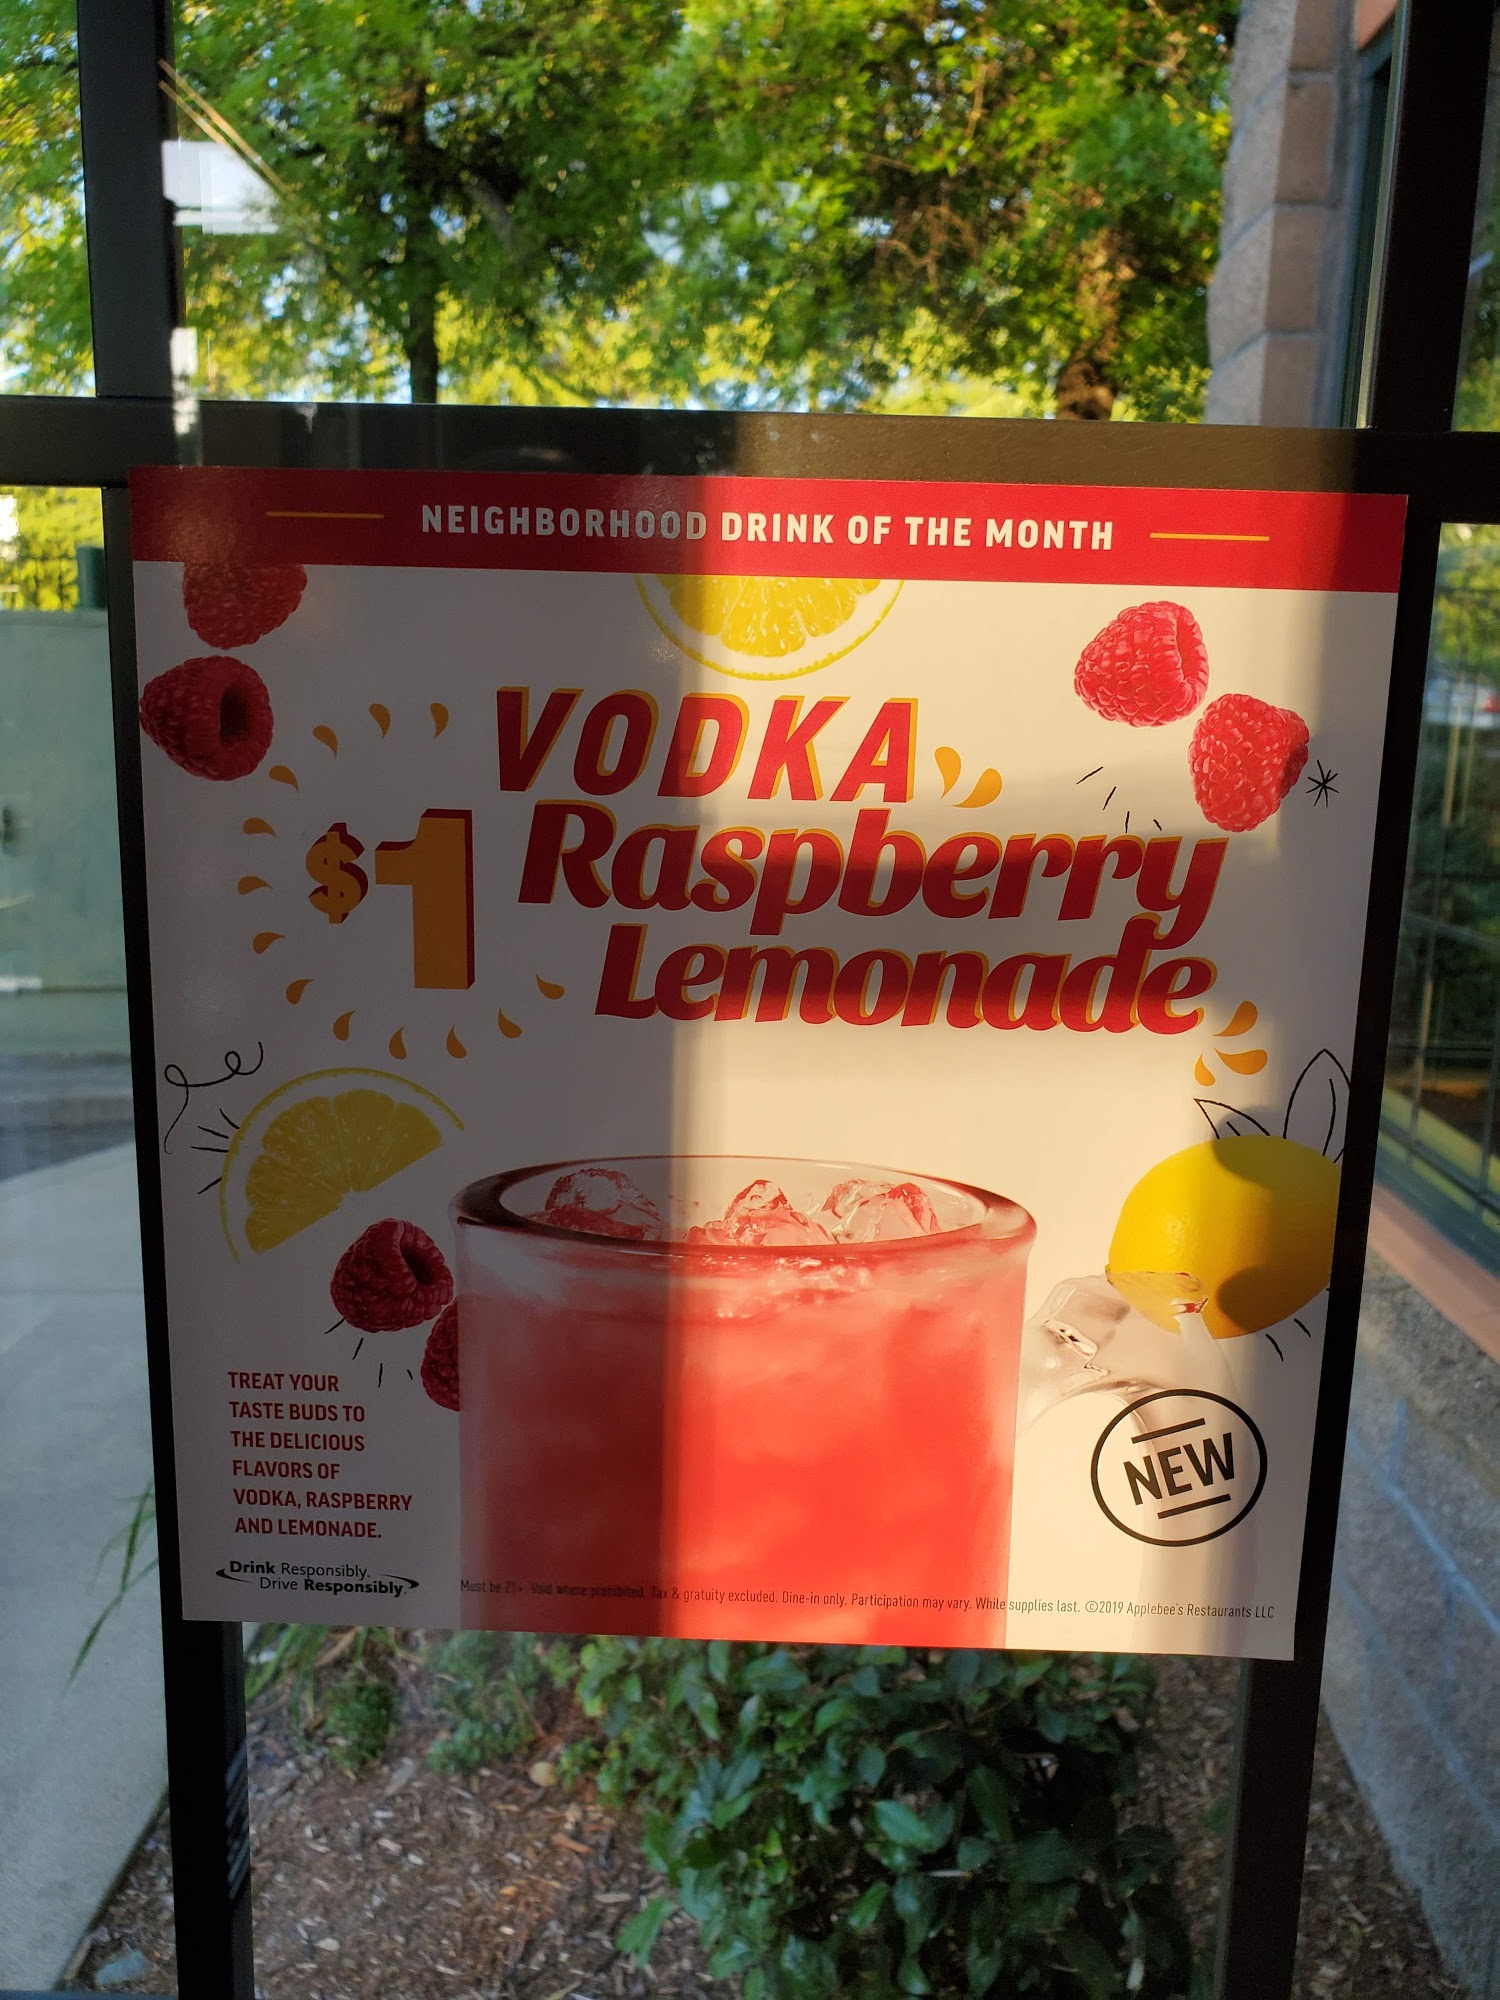 NEIGHBORHOOD DRINK OF THE MONTH
$1
VODKA
Raspberry
Lemonade
TREAT YOUR
TASTE BUDS TO
THE DELICIOUS
FLAVORS OF
VODKA, RASPBERRY
AND LEMONADE.
Drink Responsibly.
Drive Responsibly.
NEW
Must be 21+. Void where prohibited. Tax & gratuity excluded. Dine-in only. Participation may vary. While supplies last. ©2019 Applebee's Restaurants LLC